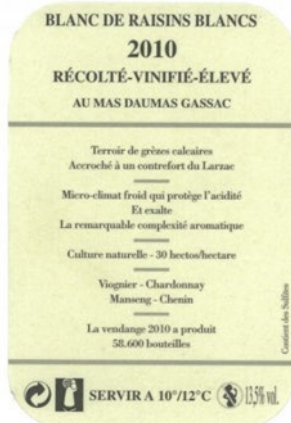 BLANC DE RAISINS BLANCS
2010
RÉCOLTÉ-VINIFIÉ-ÉLEVÉ
AU MAS DAUMAS GASSAC
Terroir de grèzes calcaires
Accroché à un contrefort du Larzac
Micro-climat froid qui protège l'acidité
Et exalte
La remarquable complexité aromatique
Culture naturelle - 30 hectos/hectare
Viognier - Chardonnay
Manseng - Chenin
La vendange 2010 a produit
58.600 bouteilles
Contient des Sulfites
SERVIR A 10°/12°C 13,5% vol.